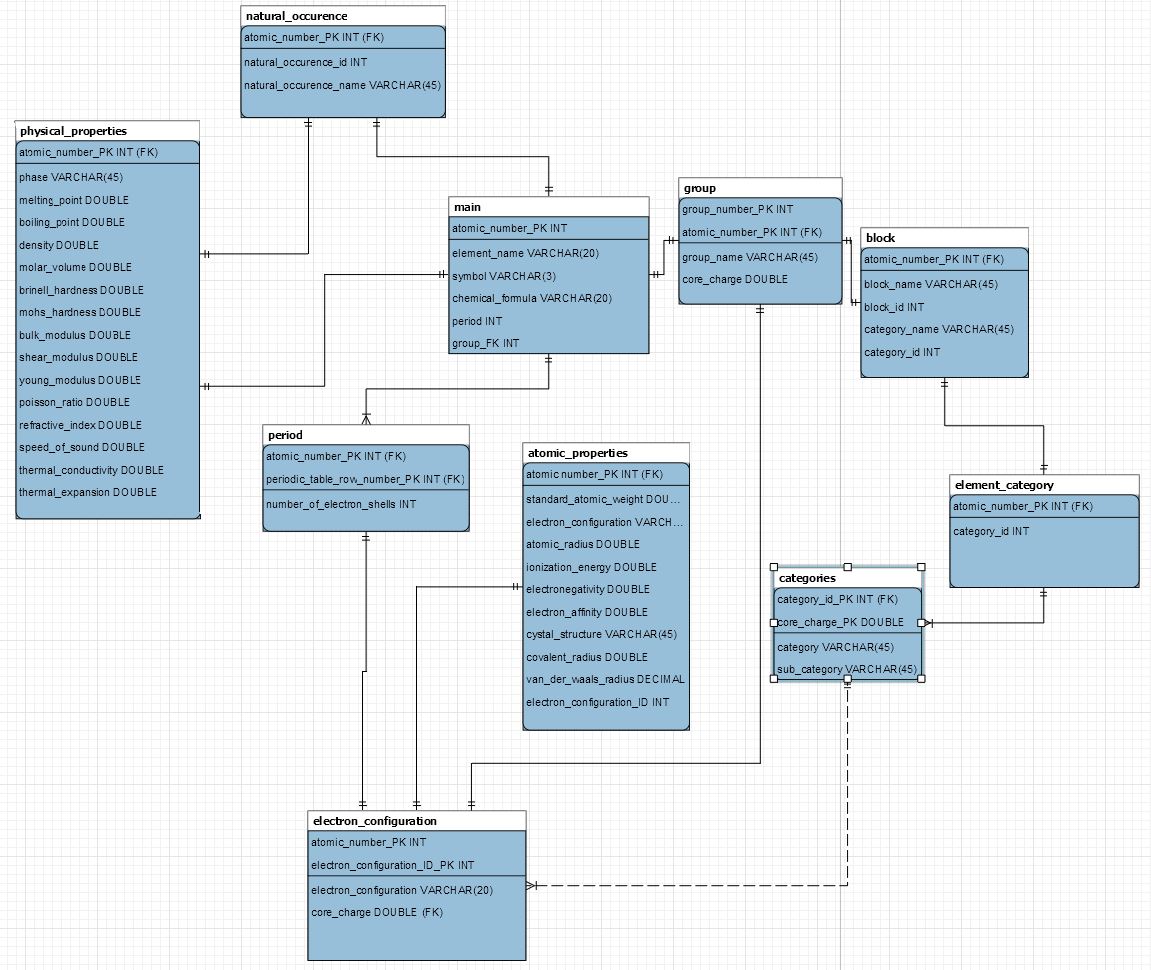 natural_occurence
atomic_number_PK INT (FK)
natural_occurence_id INT
natural_occurence_name VARCHAR(45)
physical_properties
atomic_number_PK INT (FK)
phase VARCHAR(45)
melting_point DOUBLE
boiling_point DOUBLE
density DOUBLE
molar_volume DOUBLE
brinell_hardness DOUBLE
mohs_hardness DOUBLE
bulk_modulus DOUBLE
shear_modulus DOUBLE
young_modulus DOUBLE
poisson_ratio DOUBLE
refractive_index DOUBLE
speed_of_sound DOUBLE
thermal_conductivity DOUBLE
thermal_expansion DOUBLE
main
atomic_number_PK INT
element_name VARCHAR(20)
symbol VARCHAR(3)
chemical_formula VARCHAR(20)
period INT
group_FK INT
group
group_number_PK INT
atomic_number_PK INT (FK)
group_name VARCHAR(45)
core_charge DOUBLE
block
atomic_number_PK INT (FK)
block_name VARCHAR(45)
block_id INT
category_name VARCHAR(45)
category_id INT
period
atomic_number_PK INT (FK)
periodic_table_row_number_PK INT (FK)
number_of_electron_shells INT
atomic_properties
atomic number_PK INT (FK)
standard_atomic_weight DOU...
electron_configuration VARCH...
atomic_radius DOUBLE
ionization_energy DOUBLE
electronegativity DOUBLE
electron_affinity DOUBLE
cystal_structure VARCHAR(45)
covalent_radius DOUBLE
van_der_waals_radius DECIMAL
electron_configuration_ID INT
element_category
atomic_number_PK INT (FK)
category_id INT
categories
category_id_PK INT (FK)
core_charge_PK DOUBLE
category VARCHAR(45)
sub_category VARCHAR(45)
electron_configuration
atomic_number_PK INT
electron_configuration_ID_PK INT
electron_configuration VARCHAR(20)
core_charge DOUBLE (FK)